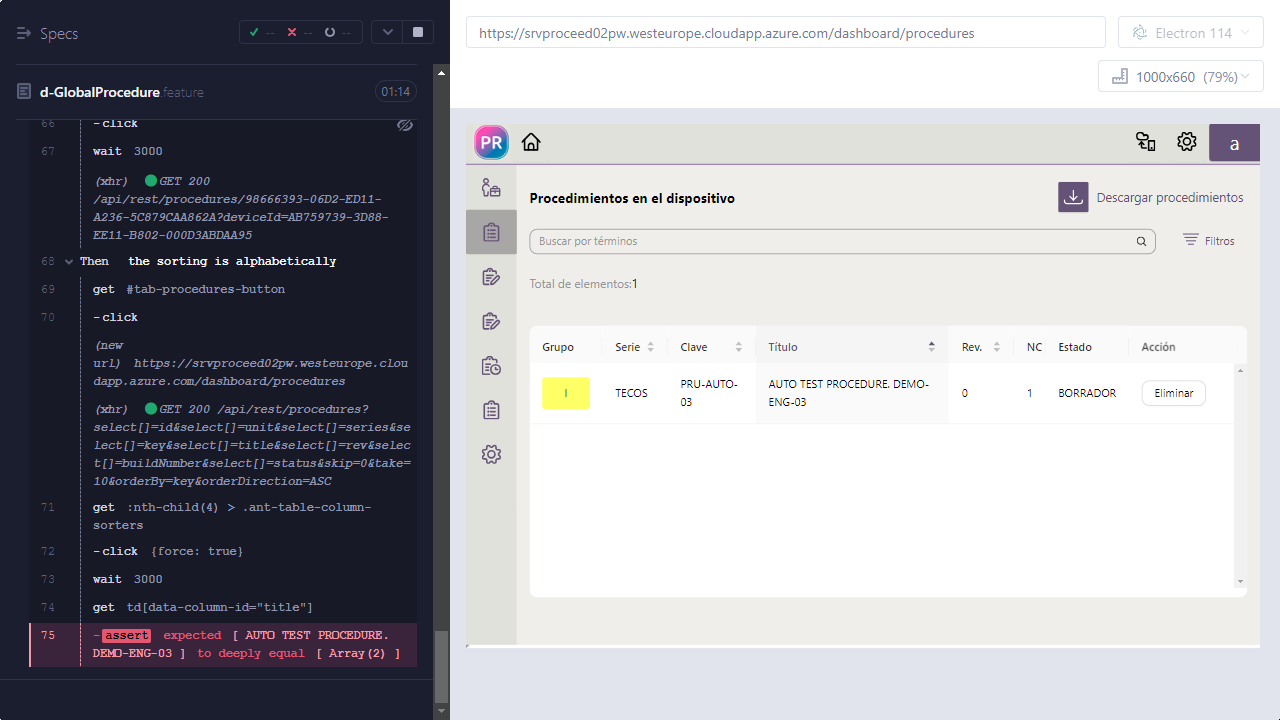 Specs
-- -- --
d-GlobalProcedure.feature
01:14
66 -click
67 wait 3000
(xhr) GET 200
/api/rest/procedures/98666393-06D2-ED11-
A236-5C879CAA862A?deviceId=AB759739-3D88-
EE11-B802-000D3ABDAA95
68 Then the sorting is alphabetically
69 get #tab-procedures-button
70 -click
(new
url) https://srvproceed02pw.westeurope.clou
dapp.azure.com/dashboard/procedures
(xhr) GET 200 /api/rest/procedures?
select[]=id&select[]=unit&select[]=series&se
lect[]=key&select[]=title&select[]=rev&selec
t[]=buildNumber&select[]=status&skip=0&take=
10&orderBy=key&orderDirection=ASC
71 get :nth-child(4) > .ant-table-column-
sorters
72 -click {force: true}
73 wait 3000
74 get td[data-column-id="title"]
75 -assert expected [ AUTO TEST PROCEDURE.
DEMO-ENG-03 ] to deeply equal [ Array(2) ]
https://srvproceed02pw.westeurope.cloudapp.azure.com/dashboard/procedures
Electron 114
1000x660 (79%)
PR
a
Procedimientos en el dispositivo
Descargar procedimientos
Buscar por términos
Filtros
Total de elementos:1
Grupo Serie Clave Título Rev. NC Estado Acción
I TECOS PRU-AUTO-03 AUTO TEST PROCEDURE. DEMO-ENG-03 0 1 BORRADOR Eliminar